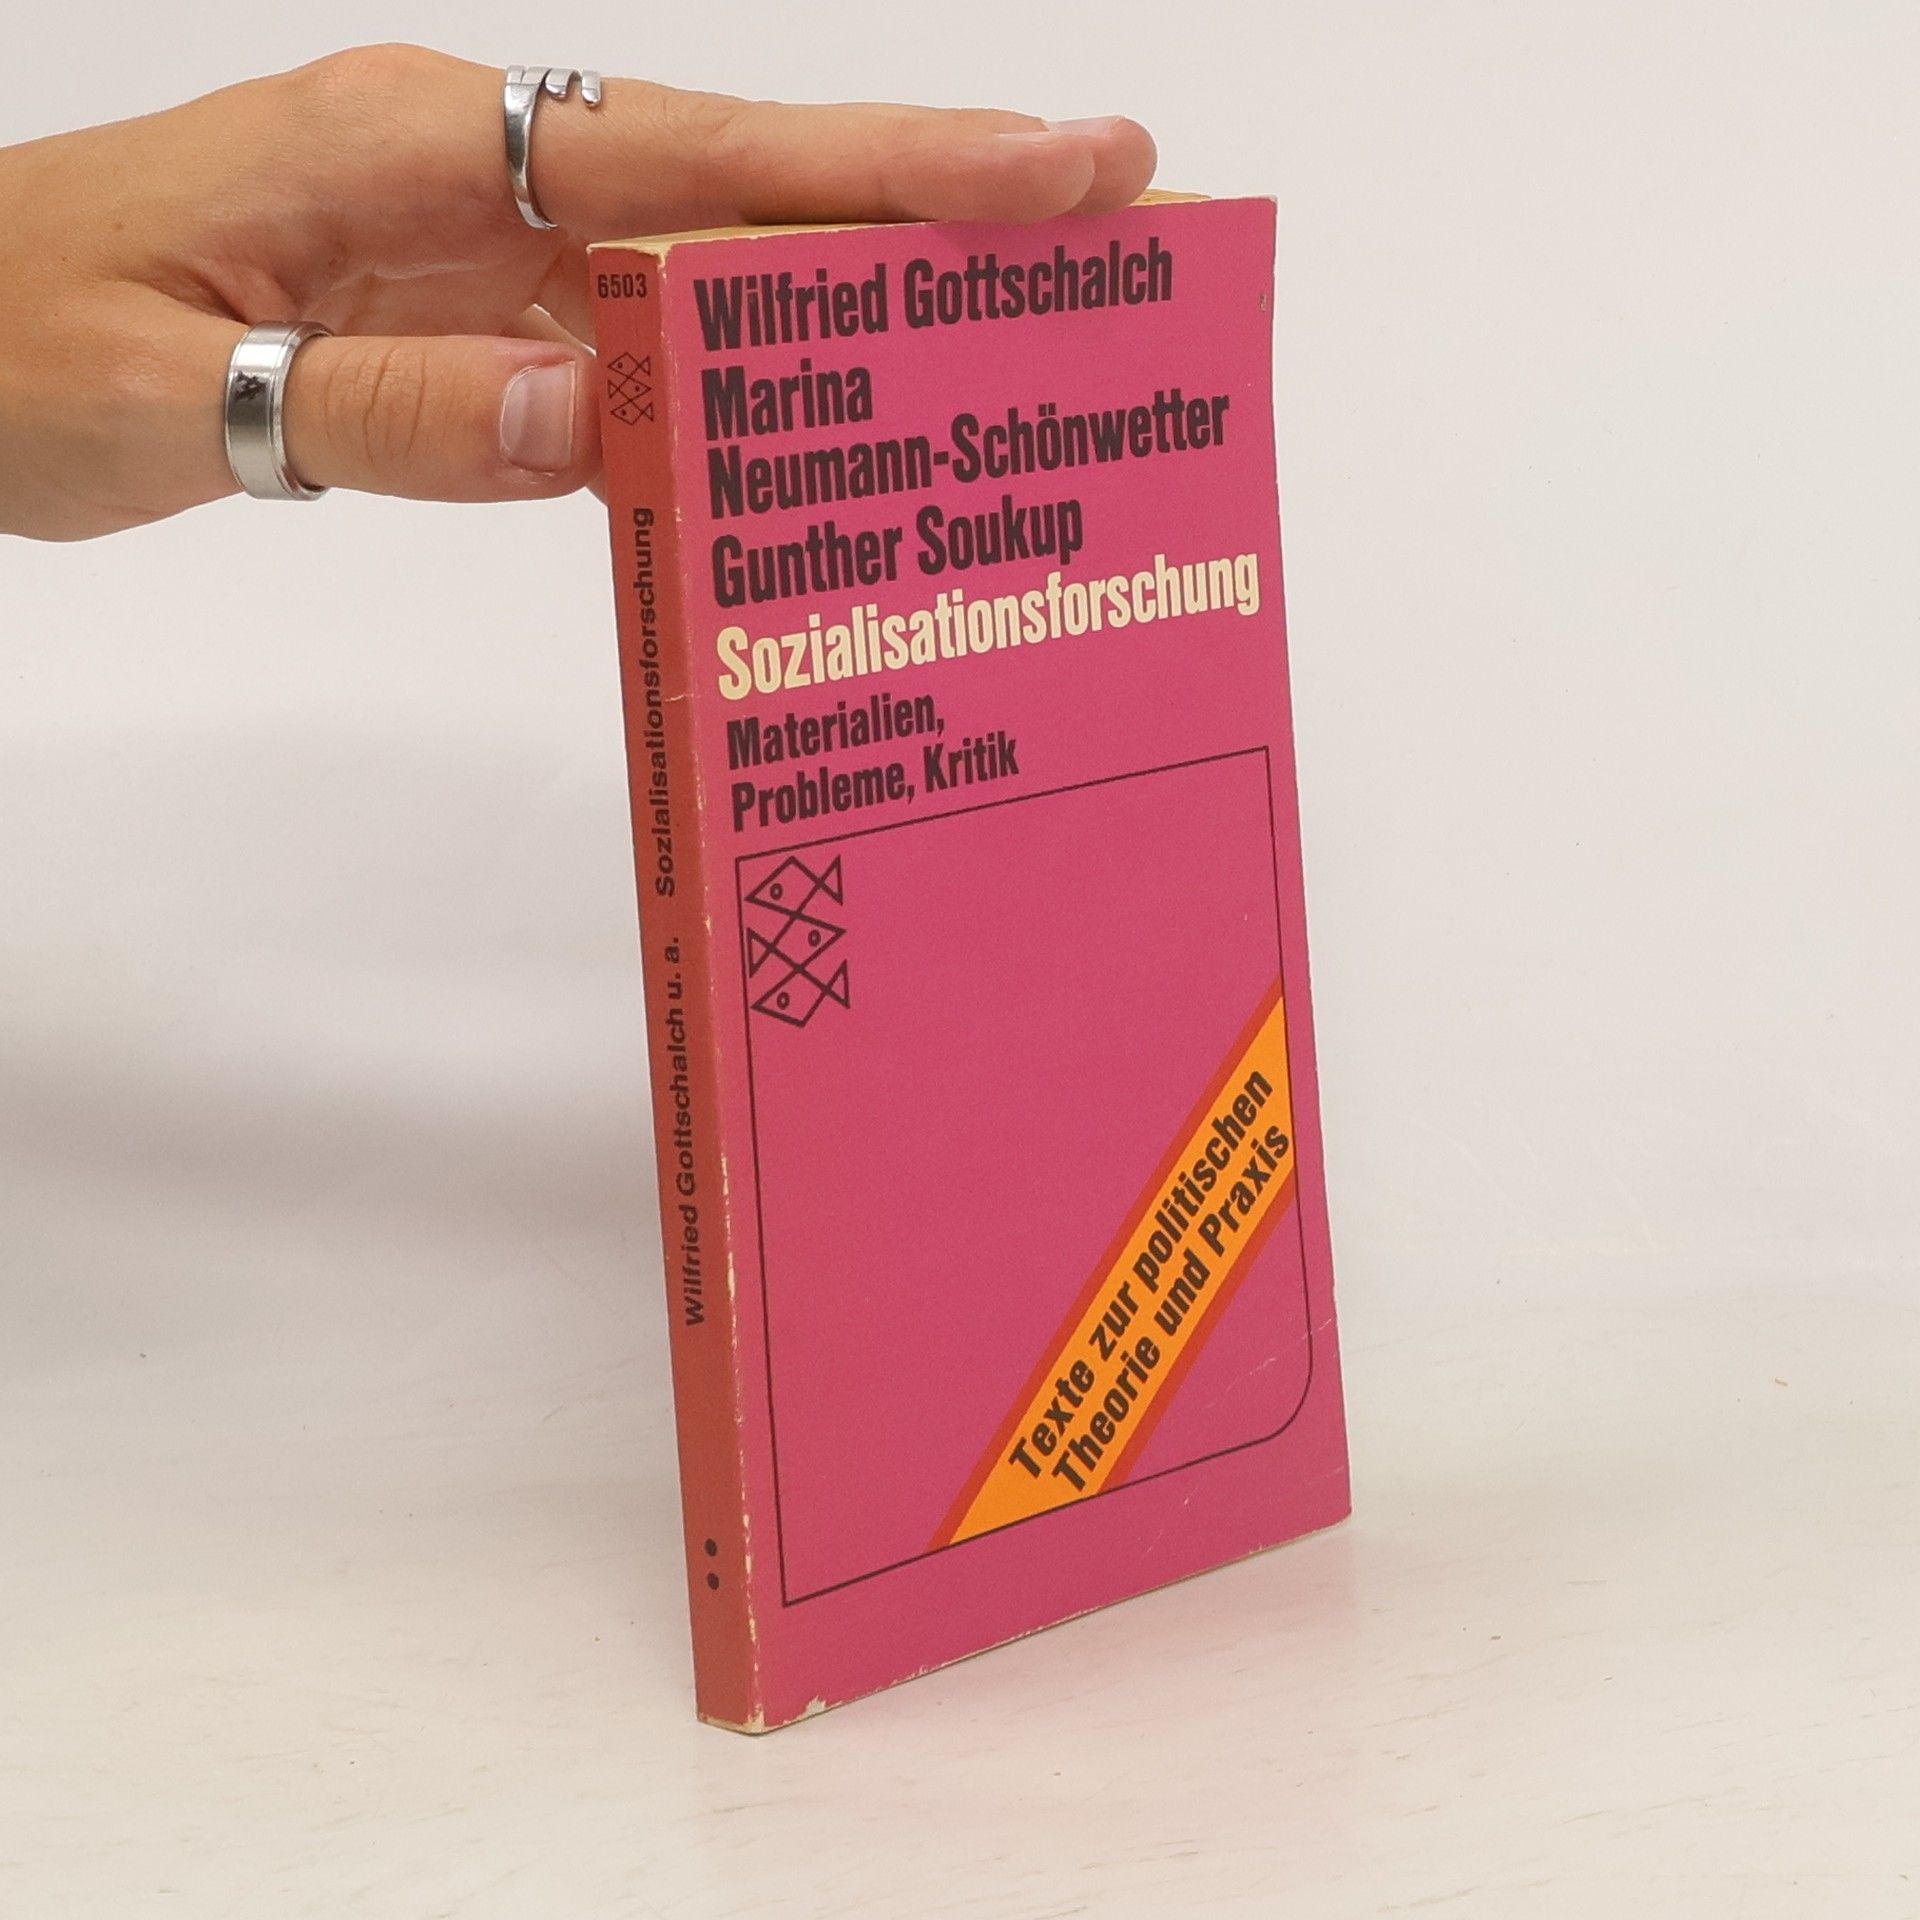 6503
Wilfried Gottschalch u. a. Sozialisationsforschung
Wilfried Gottschalch
Marina
Neumann-Schönwetter
Gunther Soukup
Sozialisationsforschung
Materialien,
Probleme, Kritik
Texte zur politischen
Theorie und Praxis